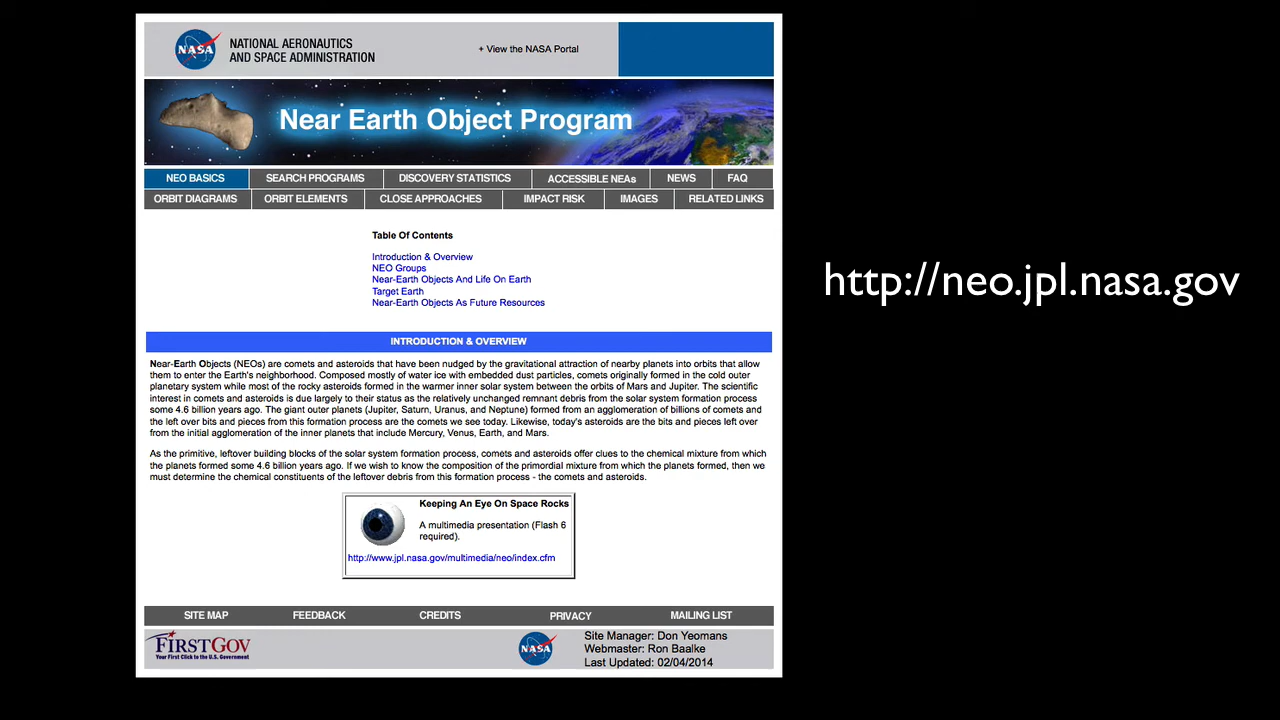 NASA
NATIONAL AERONAUTICS
AND SPACE ADMINISTRATION
+ View the NASA Portal
Near Earth Object Program
NEO BASICS SEARCH PROGRAMS DISCOVERY STATISTICS ACCESSIBLE NEAs NEWS FAQ
ORBIT DIAGRAMS ORBIT ELEMENTS CLOSE APPROACHES IMPACT RISK IMAGES RELATED LINKS
Table Of Contents
Introduction & Overview
NEO Groups
Near-Earth Objects And Life On Earth
Target Earth
Near-Earth Objects As Future Resources
http://neo.jpl.nasa.gov
INTRODUCTION & OVERVIEW
Near-Earth Objects (NEOs) are comets and asteroids that have been nudged by the gravitational attraction of nearby planets into orbits that allow
them to enter the Earth's neighborhood. Composed mostly of water ice with embedded dust particles, comets originally formed in the cold outer
planetary system while most of the rocky asteroids formed in the warmer inner solar system between the orbits of Mars and Jupiter. The scientific
interest in comets and asteroids is due largely to their status as the relatively unchanged remnant debris from the solar system formation process
some 4.6 billion years ago. The giant outer planets (Jupiter, Saturn, Uranus, and Neptune) formed from an agglomeration of billions of comets and
the left over bits and pieces from this formation process are the comets we see today. Likewise, today's asteroids are the bits and pieces left over
from the initial agglomeration of the inner planets that include Mercury, Venus, Earth, and Mars.
As the primitive, leftover building blocks of the solar system formation process, comets and asteroids offer clues to the chemical mixture from which
the planets formed some 4.6 billion years ago. If we wish to know the composition of the primordial mixture from which the planets formed, then we
must determine the chemical constituents of the leftover debris from this formation process - the comets and asteroids.
Keeping An Eye On Space Rocks
A multimedia presentation (Flash 6
required).
http://www.jpl.nasa.gov/multimedia/neo/index.cfm
SITE MAP FEEDBACK CREDITS PRIVACY MAILING LIST
FIRSTGOV
Your First Click to the U.S. Government
NASA
Site Manager: Don Yeomans
Webmaster: Ron Baalke
Last Updated: 02/04/2014